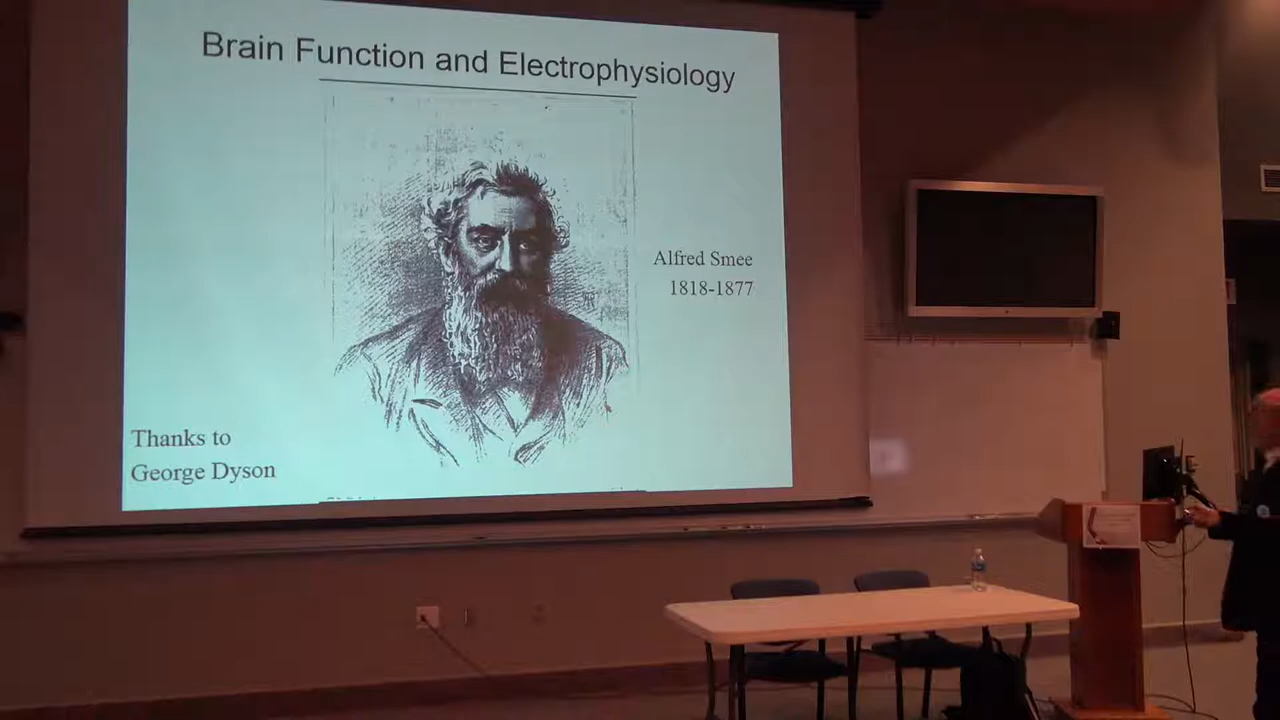 Brain Function and Electrophysiology
Alfred Smee
1818-1877
Thanks to
George Dyson